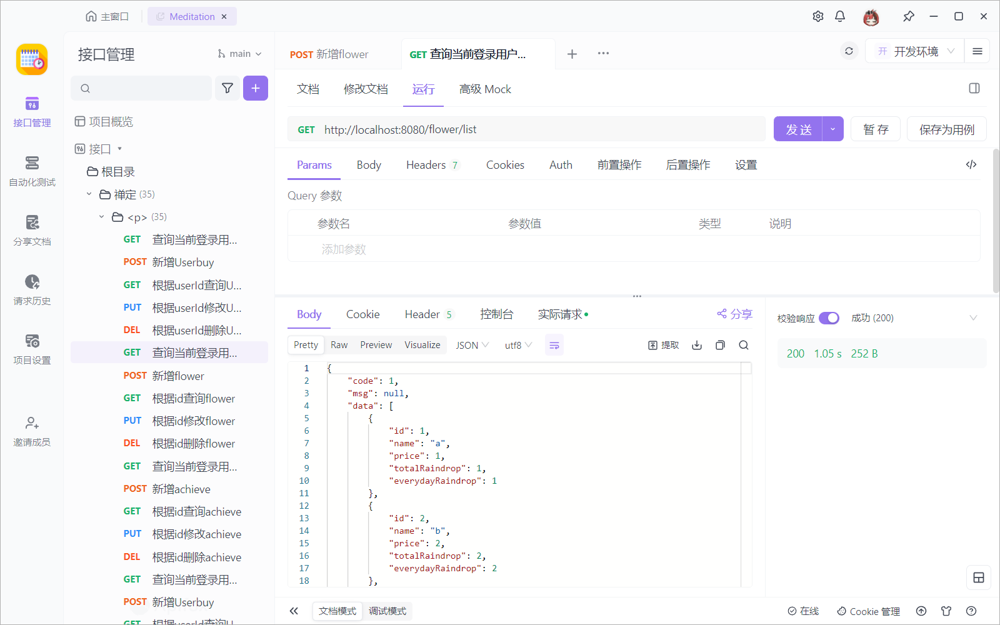 主窗口
Meditation
接口管理
自动化测试
分享文档
请求历史
项目设置
邀请成员
接口管理
main
项目概览
接口
根目录
禅定 (35)
<p> (35)
GET 查询当前登录用...
POST 新增Userbuy
GET 根据userId查询U...
PUT 根据userId修改U...
DEL 根据userId删除U...
GET 查询当前登录用...
POST 新增flower
GET 根据id查询flower
PUT 根据id修改flower
DEL 根据id删除flower
GET 查询当前登录用...
POST 新增achieve
GET 根据id查询achieve
PUT 根据id修改achieve
DEL 根据id删除achieve
GET 查询当前登录用...
POST 新增Userbuy
GET 根据userId查询U...
POST 新增flower
GET 查询当前登录用户...
开 开发环境
文档 修改文档 运行 高级 Mock
GET http://localhost:8080/flower/list
发 送
暂 存
保存为用例
Params Body Headers 7 Cookies Auth 前置操作 后置操作 设置
Query 参数
参数名 参数值 类型 说明
添加参数
Body Cookie Header 5 控制台 实际请求
分享
Pretty Raw Preview Visualize JSON utf8
提取
1 {
2 "code": 1,
3 "msg": null,
4 "data": [
5 {
6 "id": 1,
7 "name": "a",
8 "price": 1,
9 "totalRaindrop": 1,
10 "everydayRaindrop": 1
11 },
12 {
13 "id": 2,
14 "name": "b",
15 "price": 2,
16 "totalRaindrop": 2,
17 "everydayRaindrop": 2
18 },
校验响应 成功 (200)
200 1.05 s 252 B
文档模式 调试模式
在线 Cookie 管理